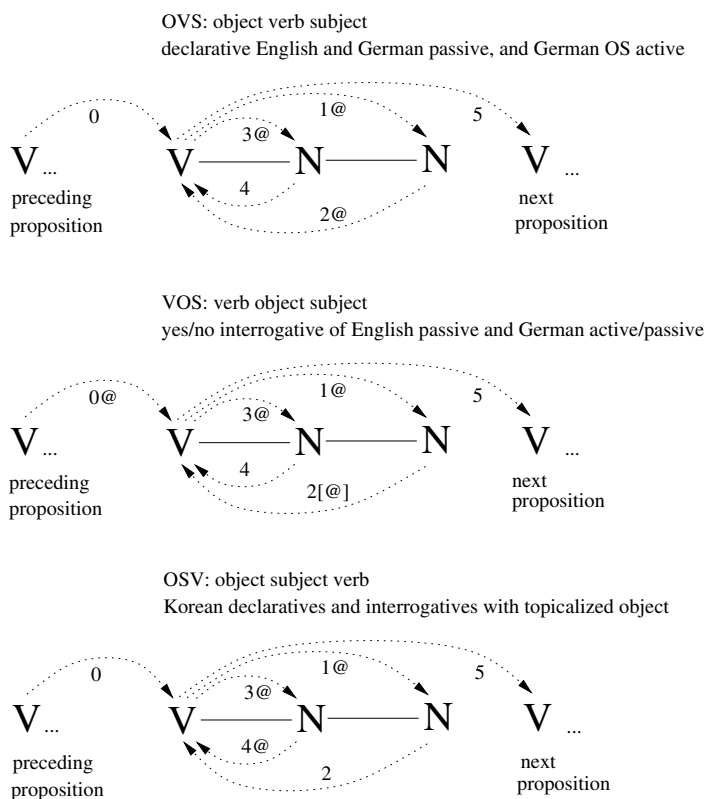 OVS: object verb subject
declarative English and German passive, and German OS active
0 3@ 1@ 5
V... V N N V ...
4 2@
preceding proposition
next proposition
VOS: verb object subject
yes/no interrogative of English passive and German active/passive
0@ 3@ 1@ 5
V... V N N V ...
4 2[@]
preceding proposition
next proposition
OSV: object subject verb
Korean declaratives and interrogatives with topicalized object
0 3@ 1@ 5
V... V N N V ...
4@ 2
preceding proposition
next proposition